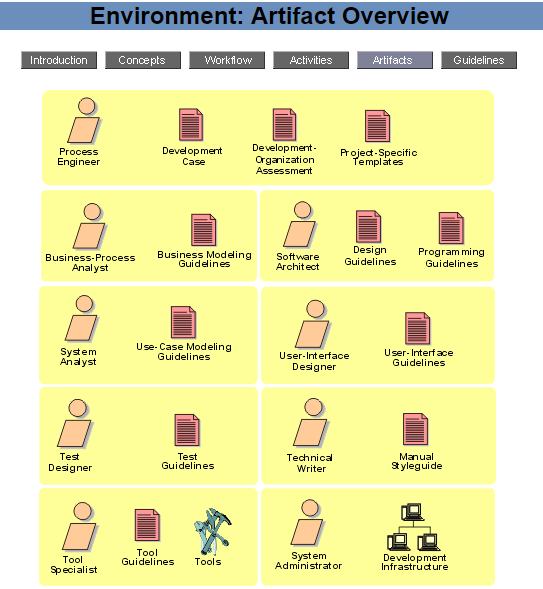 Environment: Artifact Overview
Introduction
Concepts
Workflow
Activities
Artifacts
Guidelines
Process
Engineer
Development
Case
Development-
Organization
Assessment
Project-Specific
Templates
Business-Process
Analyst
Business Modeling
Guidelines
Software
Architect
Design
Guidelines
Programming
Guidelines
System
Analyst
Use-Case Modeling
Guidelines
User-Interface
Designer
User-Interface
Guidelines
Test
Designer
Test
Guidelines
Technical
Writer
Manual
Styleguide
Tool
Specialist
Tool
Guidelines
Tools
System
Administrator
Development
Infrastructure